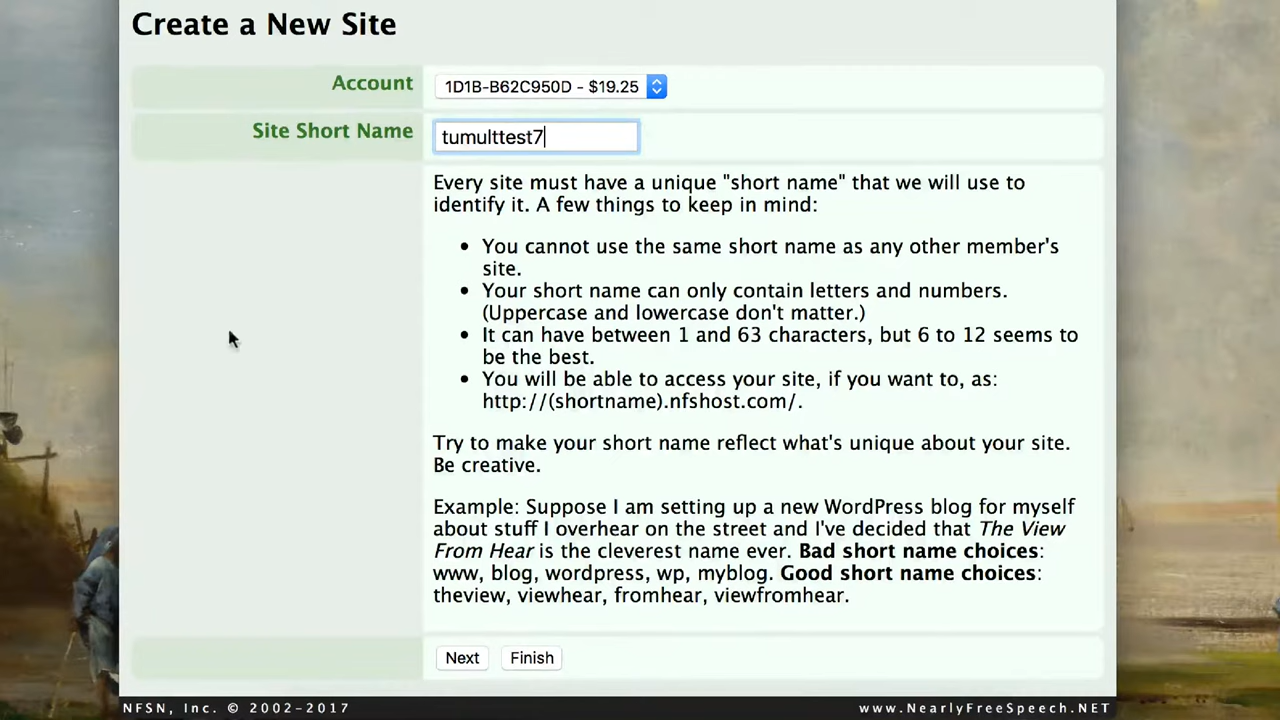 Create a New Site
Account
1D1B-B62C950D - $19.25
Site Short Name
tumulttest7
Every site must have a unique "short name" that we will use to
identify it. A few things to keep in mind:
• You cannot use the same short name as any other member's
site.
• Your short name can only contain letters and numbers.
(Uppercase and lowercase don't matter.)
• It can have between 1 and 63 characters, but 6 to 12 seems to
be the best.
• You will be able to access your site, if you want to, as:
http://(shortname).nfshost.com/.
Try to make your short name reflect what's unique about your site.
Be creative.
Example: Suppose I am setting up a new WordPress blog for myself
about stuff I overhear on the street and I've decided that The View
From Hear is the cleverest name ever. Bad short name choices:
www, blog, wordpress, wp, myblog. Good short name choices:
theview, viewhear, fromhear, viewfromhear.
Next
Finish
NFSN, Inc. © 2002-2017
www.NearlyFreeSpeech.NET